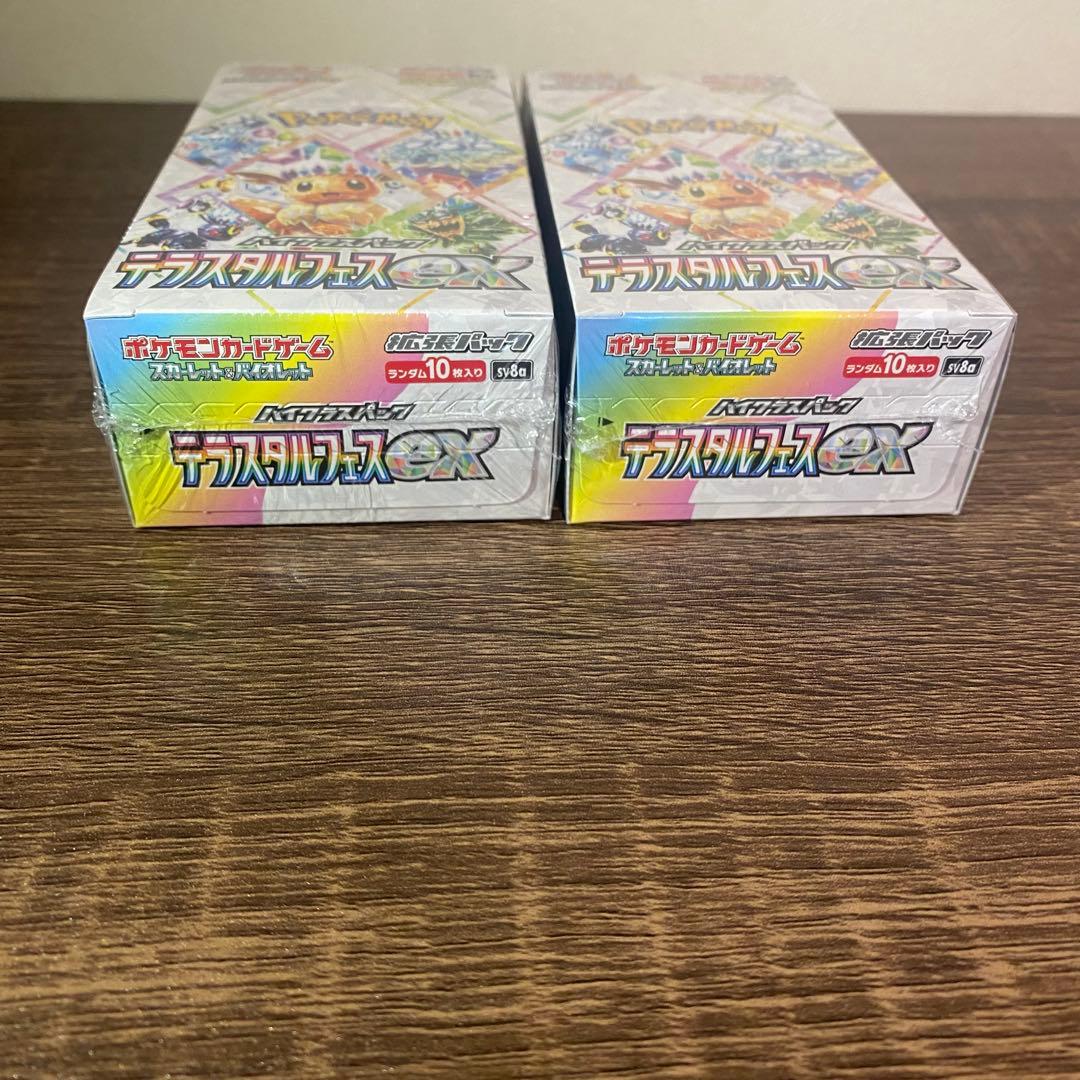 POKÉMON
ハイクラスパック
テラスタルフェスex
ポケモンカードゲーム
スカーレット&バイオレット
拡張パック
ランダム10枚入り sv8a
ハイクラスパック
テラスタルフェスex
POKÉMON
ハイクラスパック
テラスタルフェスex
ポケモンカードゲーム
スカーレット&バイオレット
拡張パック
ランダム10枚入り sv8a
ハイクラスパック
テラスタルフェスex